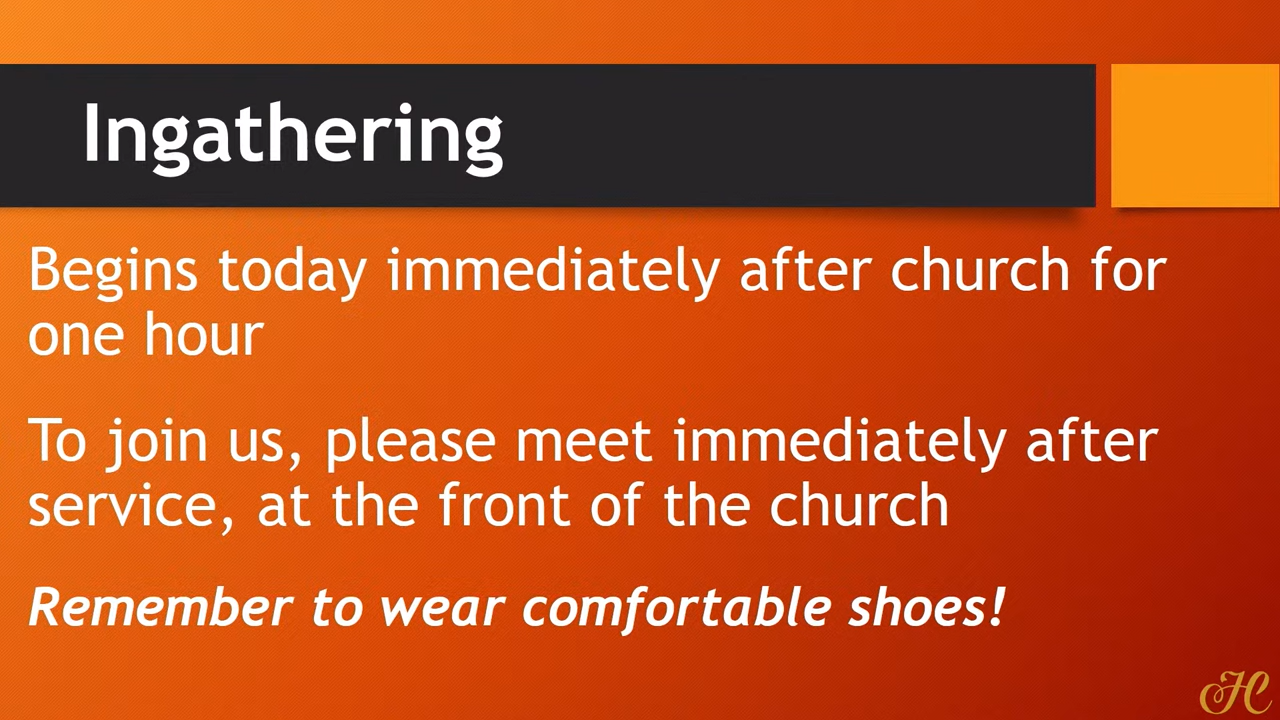 Ingathering
Begins today immediately after church for
one hour
To join us, please meet immediately after
service, at the front of the church
Remember to wear comfortable shoes!
HC